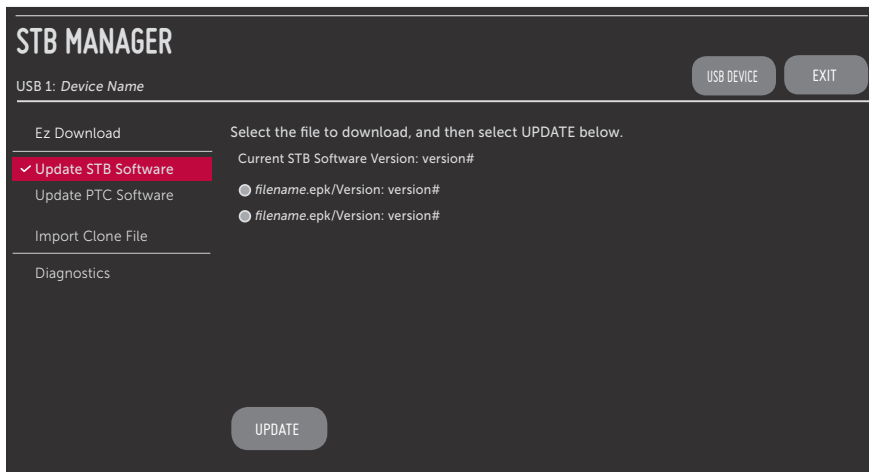 STB MANAGER
USB 1: Device Name
USB DEVICE
EXIT
Ez Download
Update STB Software
Update PTC Software
Import Clone File
Diagnostics
Select the file to download, and then select UPDATE below.
Current STB Software Version: version#
filename.epk/Version: version#
filename.epk/Version: version#
UPDATE